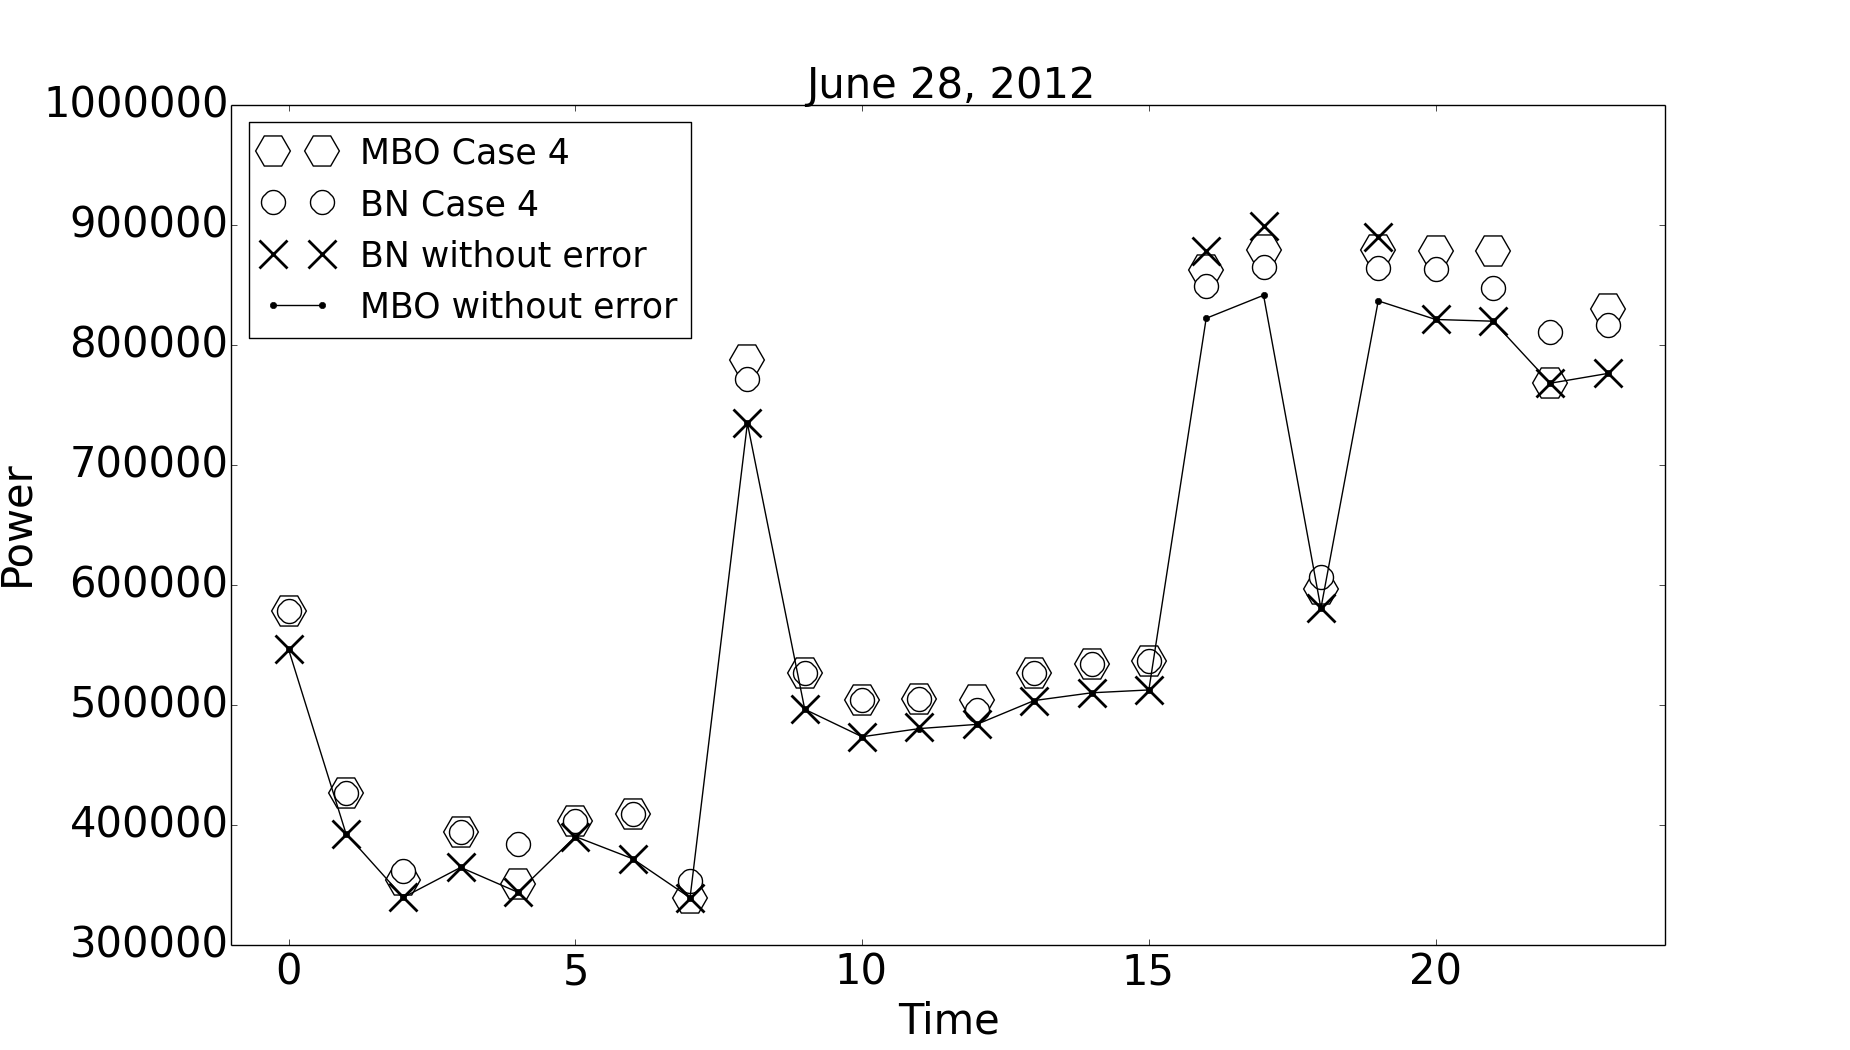 June 28, 2012
1000000
900000
800000
700000
600000
500000
400000
300000
Power
MBO Case 4
BN Case 4
BN without error
MBO without error
0 5 10 15 20
Time